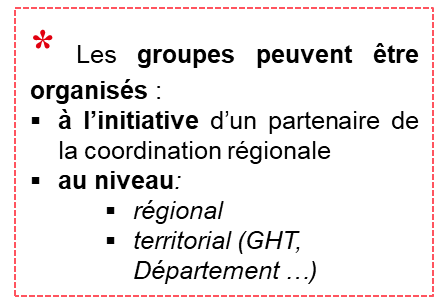 * Les groupes peuvent être
organisés :
▪ à l’initiative d’un partenaire de
la coordination régionale
▪ au niveau:
▪ régional
▪ territorial (GHT,
Département …)